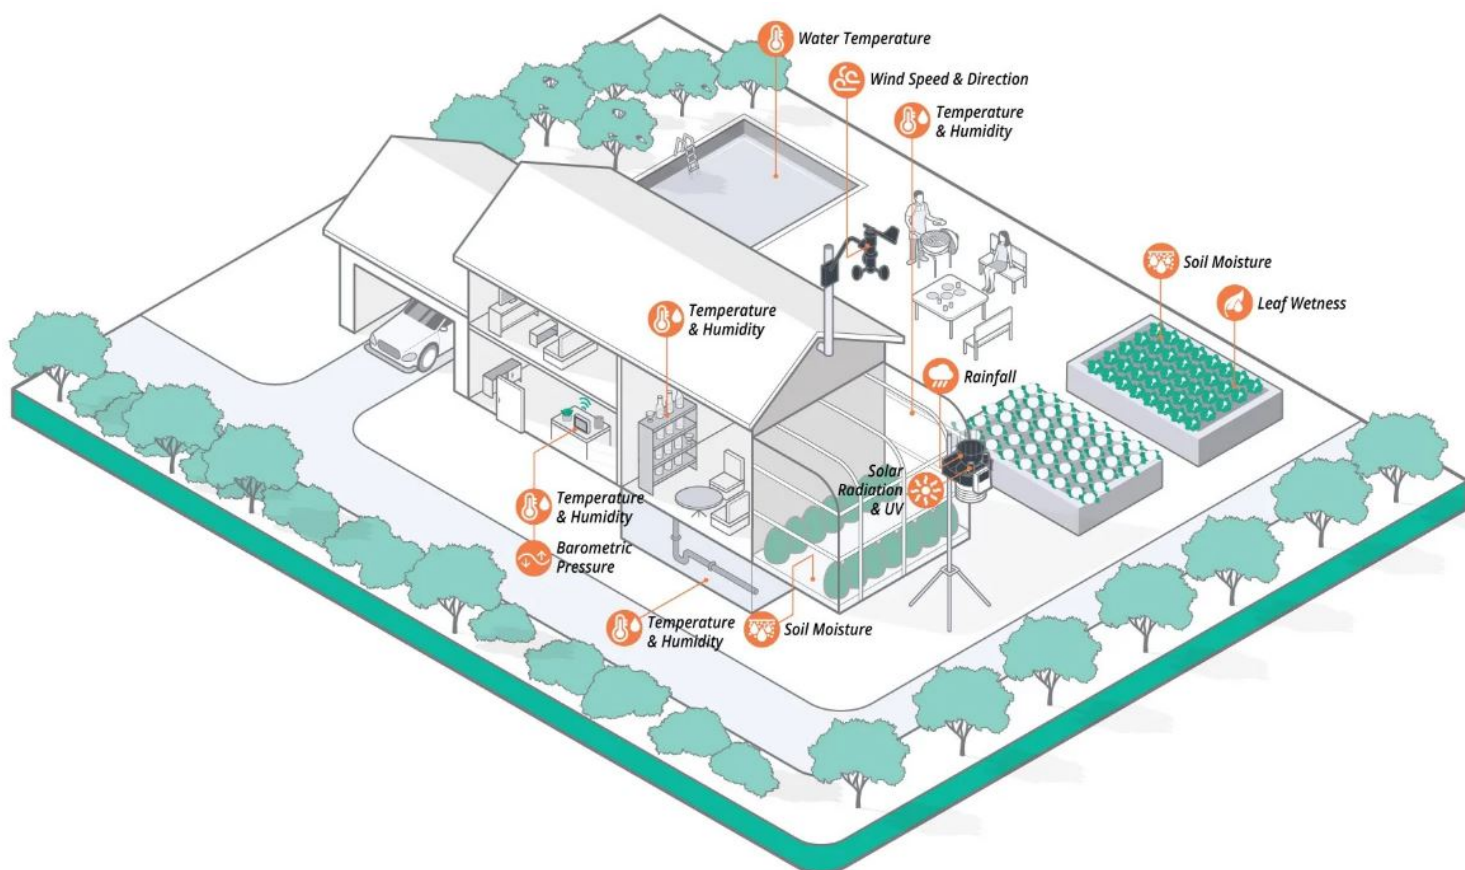 Water Temperature
Wind Speed & Direction
Temperature
& Humidity
Soil Moisture
Leaf Wetness
Temperature
& Humidity
Rainfall
Solar
Radiation
& UV
Temperature
& Humidity
Barometric
Pressure
Temperature
& Humidity
Soil Moisture